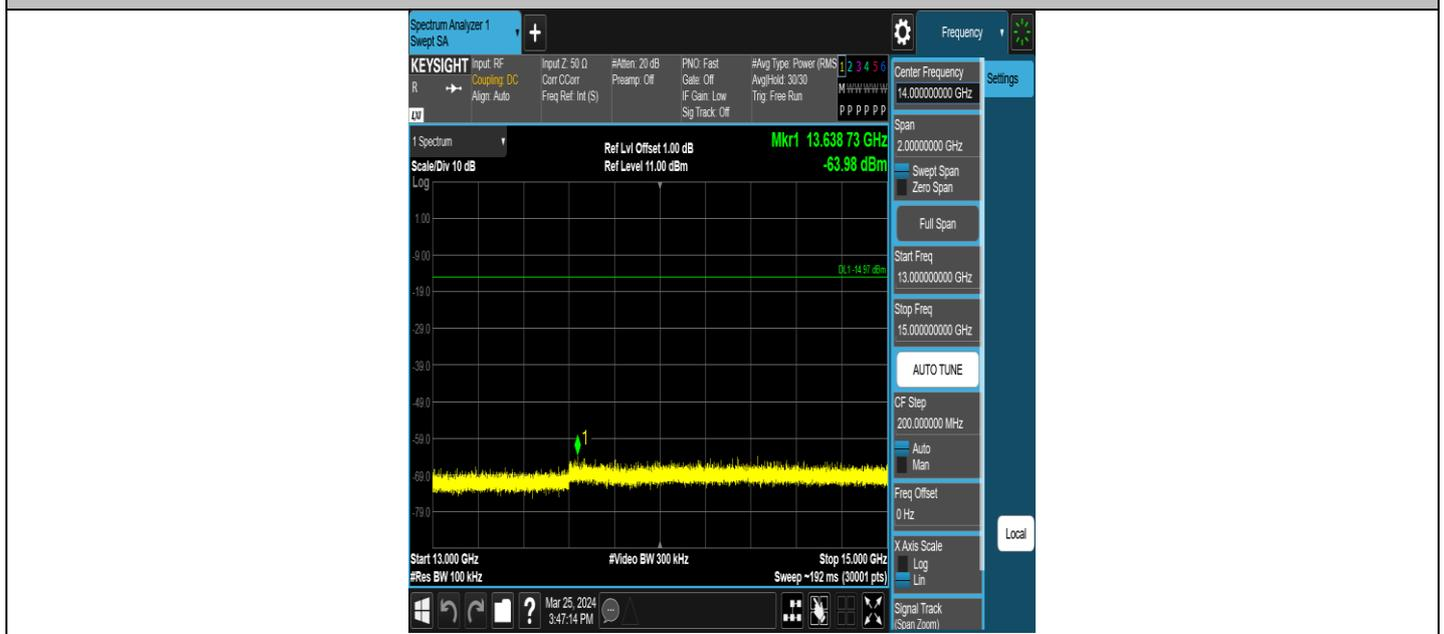 Spectrum Analyzer 1
Swept SA
+
Frequency
KEYSIGHT
R
LXI
Input: RF
Coupling: DC
Align: Auto
Input Z: 50 Ω
Corr CCorr
Freq Ref: Int (S)
#Atten: 20 dB
Preamp: Off
PNO: Fast
Gate: Off
IF Gain: Low
Sig Track: Off
#Avg Type: Power (RMS
Avg|Hold: 30/30
Trig: Free Run
1 2 3 4 5 6
M W W W W W
P P P P P P
1 Spectrum
Scale/Div 10 dB
Ref Lvl Offset 1.00 dB
Ref Level 11.00 dBm
Mkr1 13.638 73 GHz
-63.98 dBm
Log
1.00
-9.00
DL1 -14.97 dBm
-19.0
-29.0
-39.0
-49.0
-59.0
1
-69.0
-79.0
Start 13.000 GHz
#Video BW 300 kHz
Stop 15.000 GHz
#Res BW 100 kHz
Sweep ~192 ms (30001 pts)
Center Frequency
14.000000000 GHz
Settings
Span
2.00000000 GHz
Swept Span
Zero Span
Full Span
Start Freq
13.000000000 GHz
Stop Freq
15.000000000 GHz
AUTO TUNE
CF Step
200.000000 MHz
Auto
Man
Freq Offset
0 Hz
X Axis Scale
Log
Lin
Signal Track
(Span Zoom)
Local
?
Mar 25, 2024
3:47:14 PM